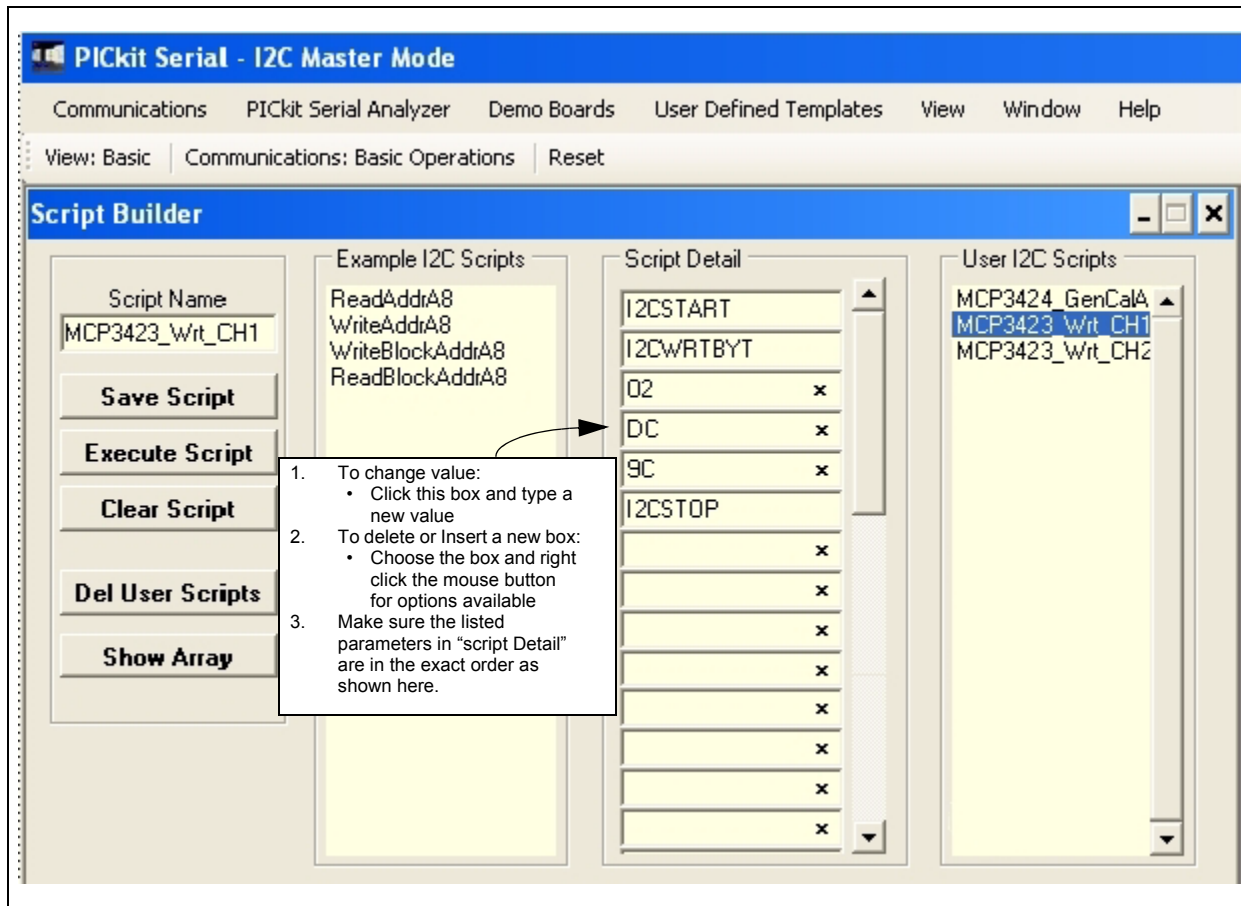 PICkit Serial - I2C Master Mode
Communications PICkit Serial Analyzer Demo Boards User Defined Templates View Window Help
View: Basic Communications: Basic Operations Reset
Script Builder
Script Name
MCP3423_Wrt_CH1
Save Script
Execute Script
Clear Script
Del User Scripts
Show Array
Example I2C Scripts
ReadAddrA8
WriteAddrA8
WriteBlockAddrA8
ReadBlockAddrA8
1. To change value:
• Click this box and type a
new value
2. To delete or Insert a new box:
• Choose the box and right
click the mouse button
for options available
3. Make sure the listed
parameters in “script Detail”
are in the exact order as
shown here.
Script Detail
I2CSTART
I2CWRTBYT
02 x
DC x
9C x
I2CSTOP
x
x
x
x
x
x
x
x
User I2C Scripts
MCP3424_GenCalA
MCP3423_Wrt_CH1
MCP3423_Wrt_CH2